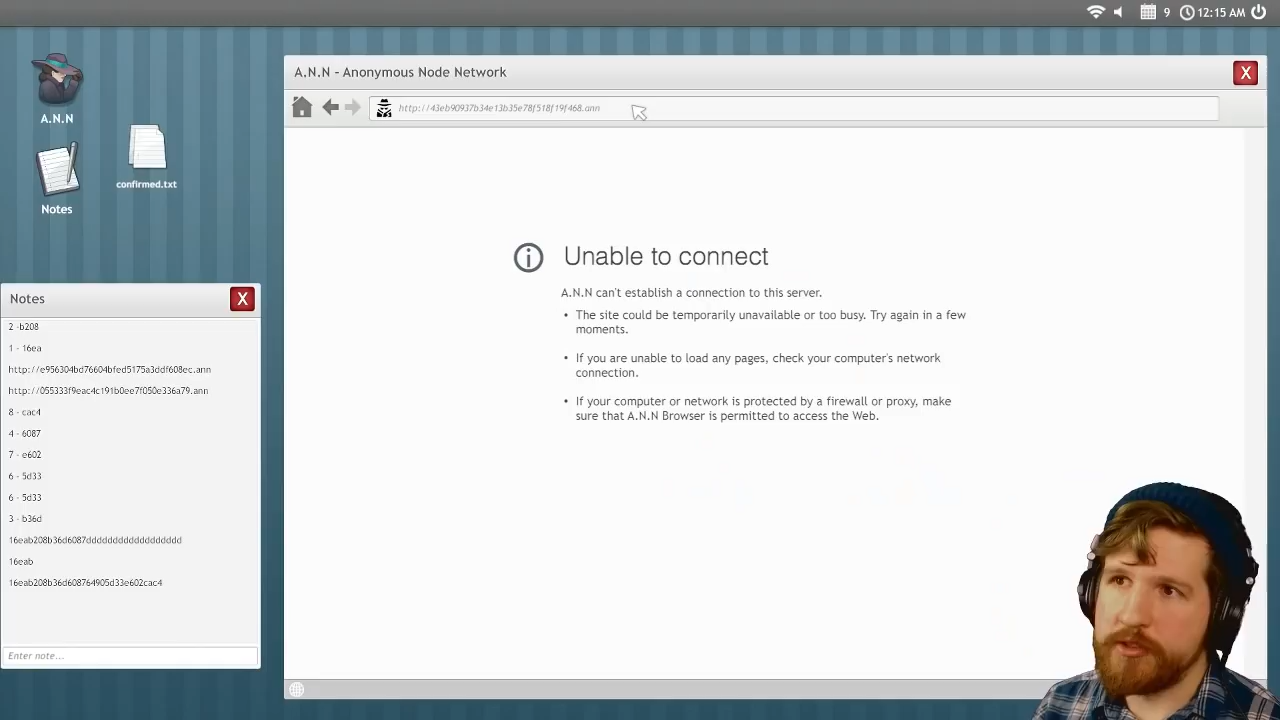 9 12:15 AM
A.N.N
confirmed.txt
Notes
A.N.N - Anonymous Node Network
X
http://43eb90937b34e13b35e78f518f19f468.ann
Unable to connect
A.N.N can't establish a connection to this server.
• The site could be temporarily unavailable or too busy. Try again in a few
moments.
• If you are unable to load any pages, check your computer's network
connection.
• If your computer or network is protected by a firewall or proxy, make
sure that A.N.N Browser is permitted to access the Web.
Notes
X
2 -b208
1 - 16ea
http://e956304bd76604bfed5175a3ddf608ec.ann
http://055333f9eac4c191b0ee7f050e336a79.ann
8 - cac4
4 - 6087
7 - e602
6 - 5d33
6 - 5d33
3 - b36d
16eab208b36d6087dddddddddddddddddd
16eab
16eab208b36d608764905d33e602cac4
Enter note...